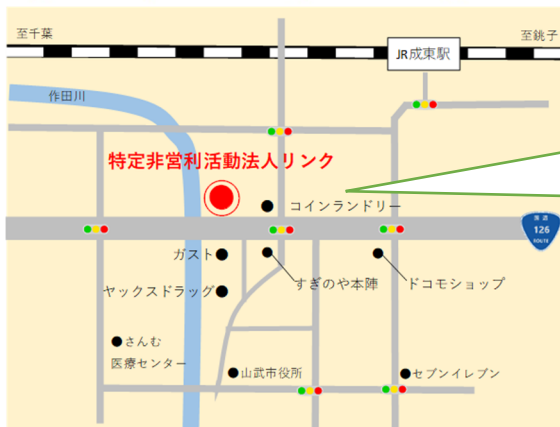 至千葉
至銚子
JR成東駅
作田川
特定非営利活動法人リンク
コインランドリー
国道
126
ROUTE
ガスト
すぎのや本陣
ドコモショップ
ヤックスドラッグ
さんむ
医療センター
山武市役所
セブンイレブン